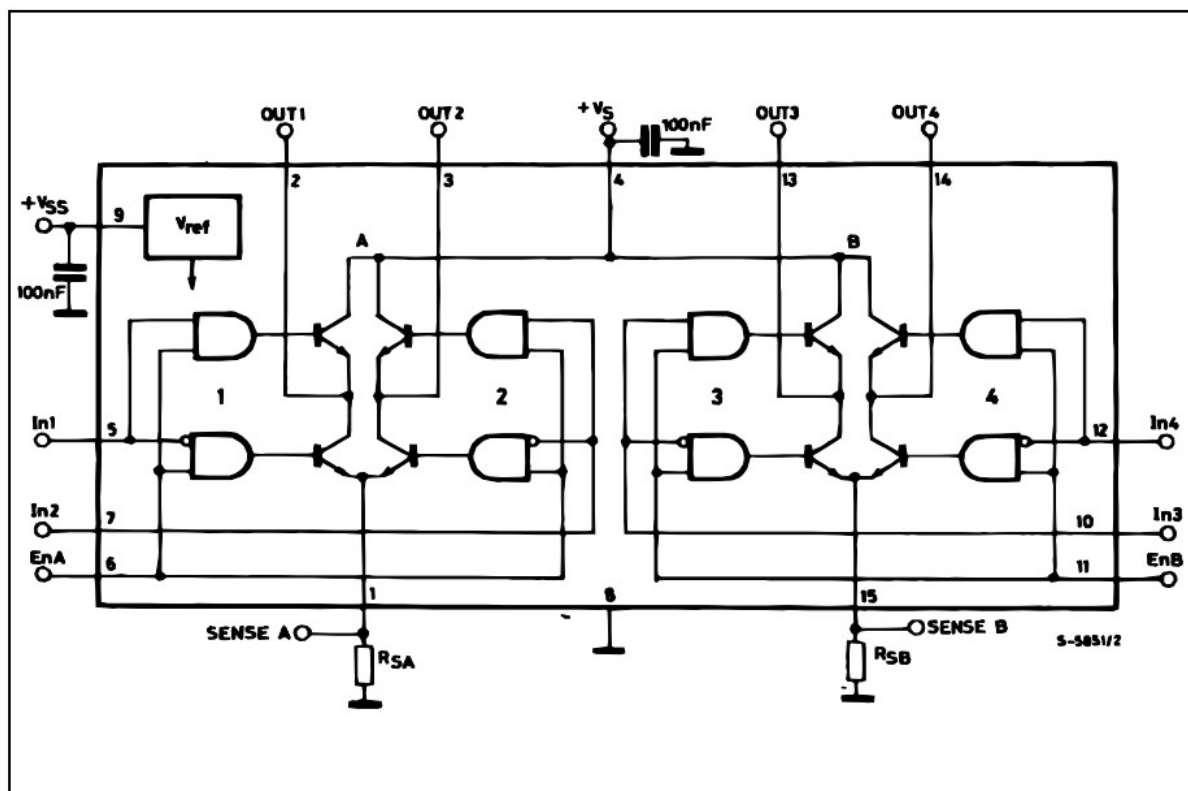 OUT1
OUT2
+VS
100nF
OUT3
OUT4
2
3
4
13
14
+VSS
9
Vref
A
B
100nF
1
2
3
4
In1
5
12
In4
In2
7
10
In3
EnA
6
11
EnB
1
8
15
SENSE A
SENSE B
S-5851/2
RSA
RSB